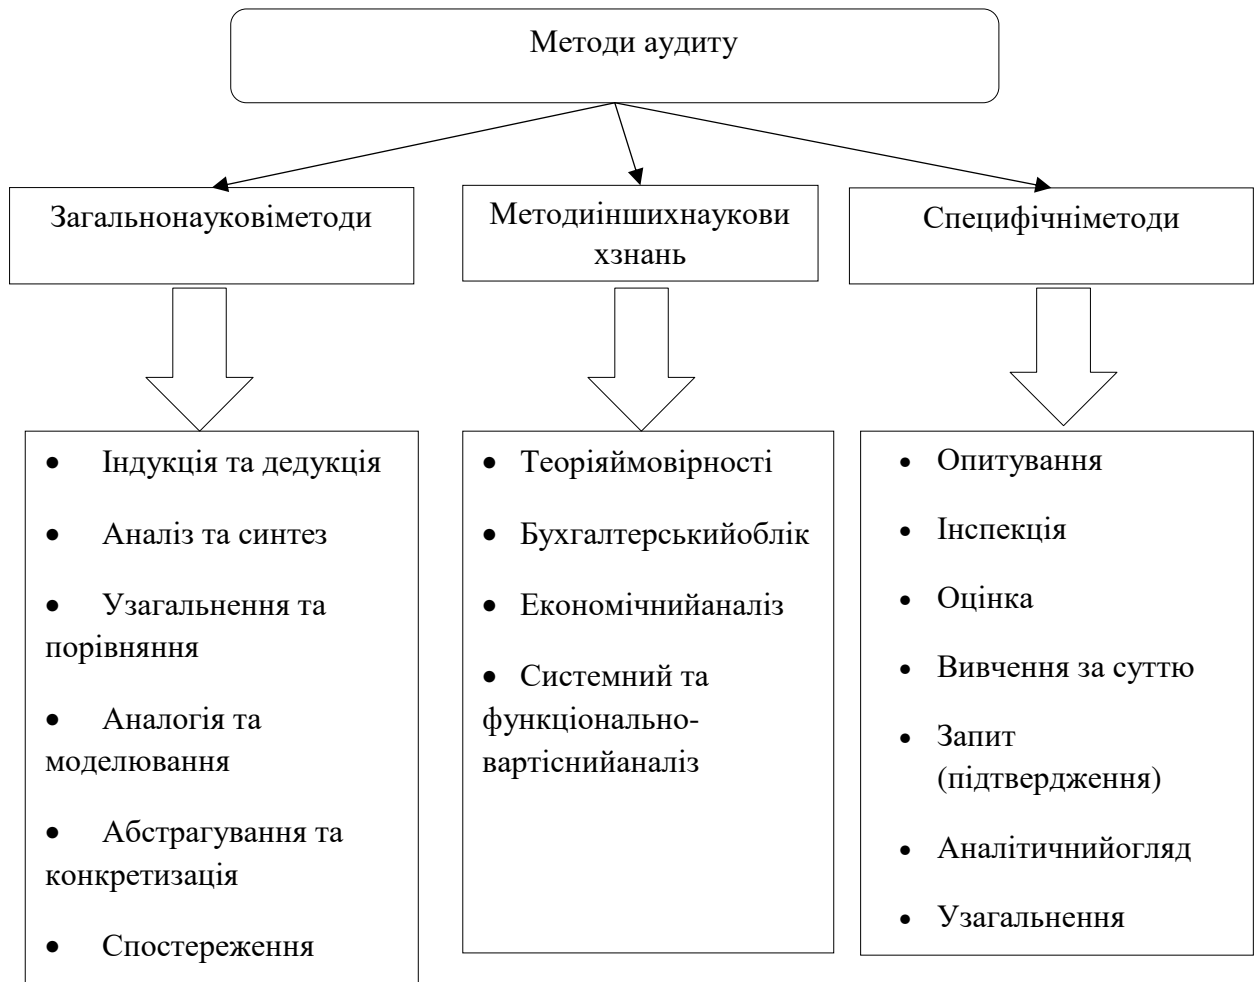 Методи аудиту
Загальнонауковіметоди
Методиіншихнаукови
хзнань
Специфічніметоди
• Індукція та дедукція
• Аналіз та синтез
• Узагальнення та
порівняння
• Аналогія та
моделювання
• Абстрагування та
конкретизація
• Спостереження
• Теоріяймовірності
• Бухгалтерськийоблік
• Економічнийаналіз
• Системний та
функціонально-
вартіснийаналіз
• Опитування
• Інспекція
• Оцінка
• Вивчення за суттю
• Запит
(підтвердження)
• Аналітичнийогляд
• Узагальнення